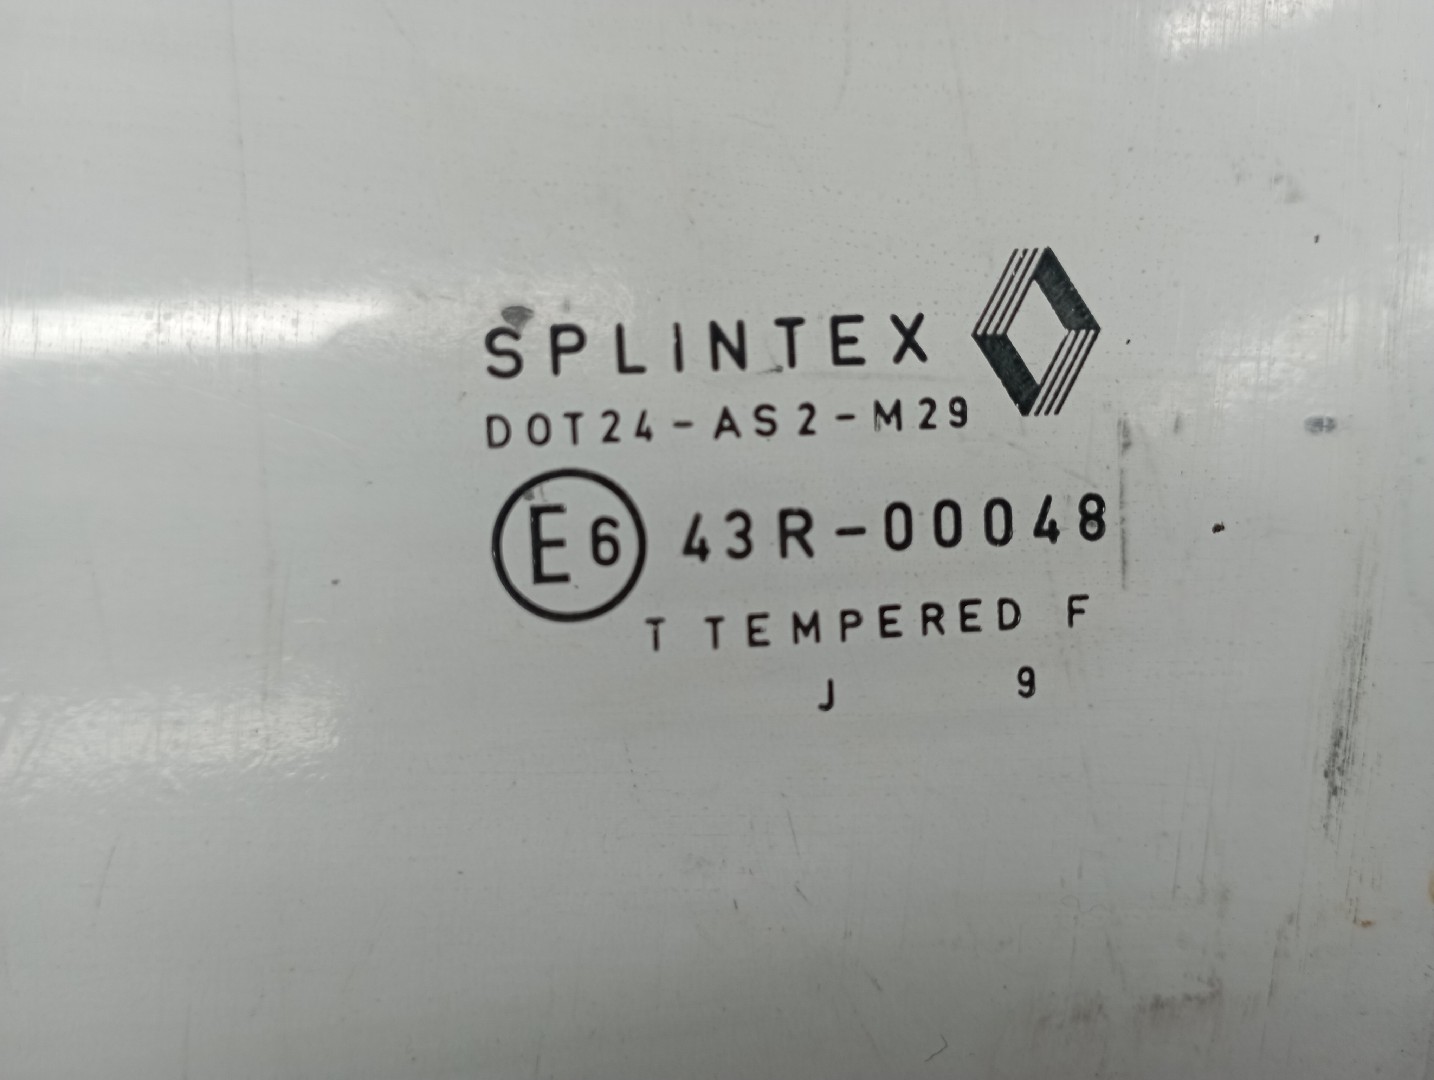 SPLINTEX
DOT24-AS2-M29
E6 43R-00048
T TEMPERED F
J 9